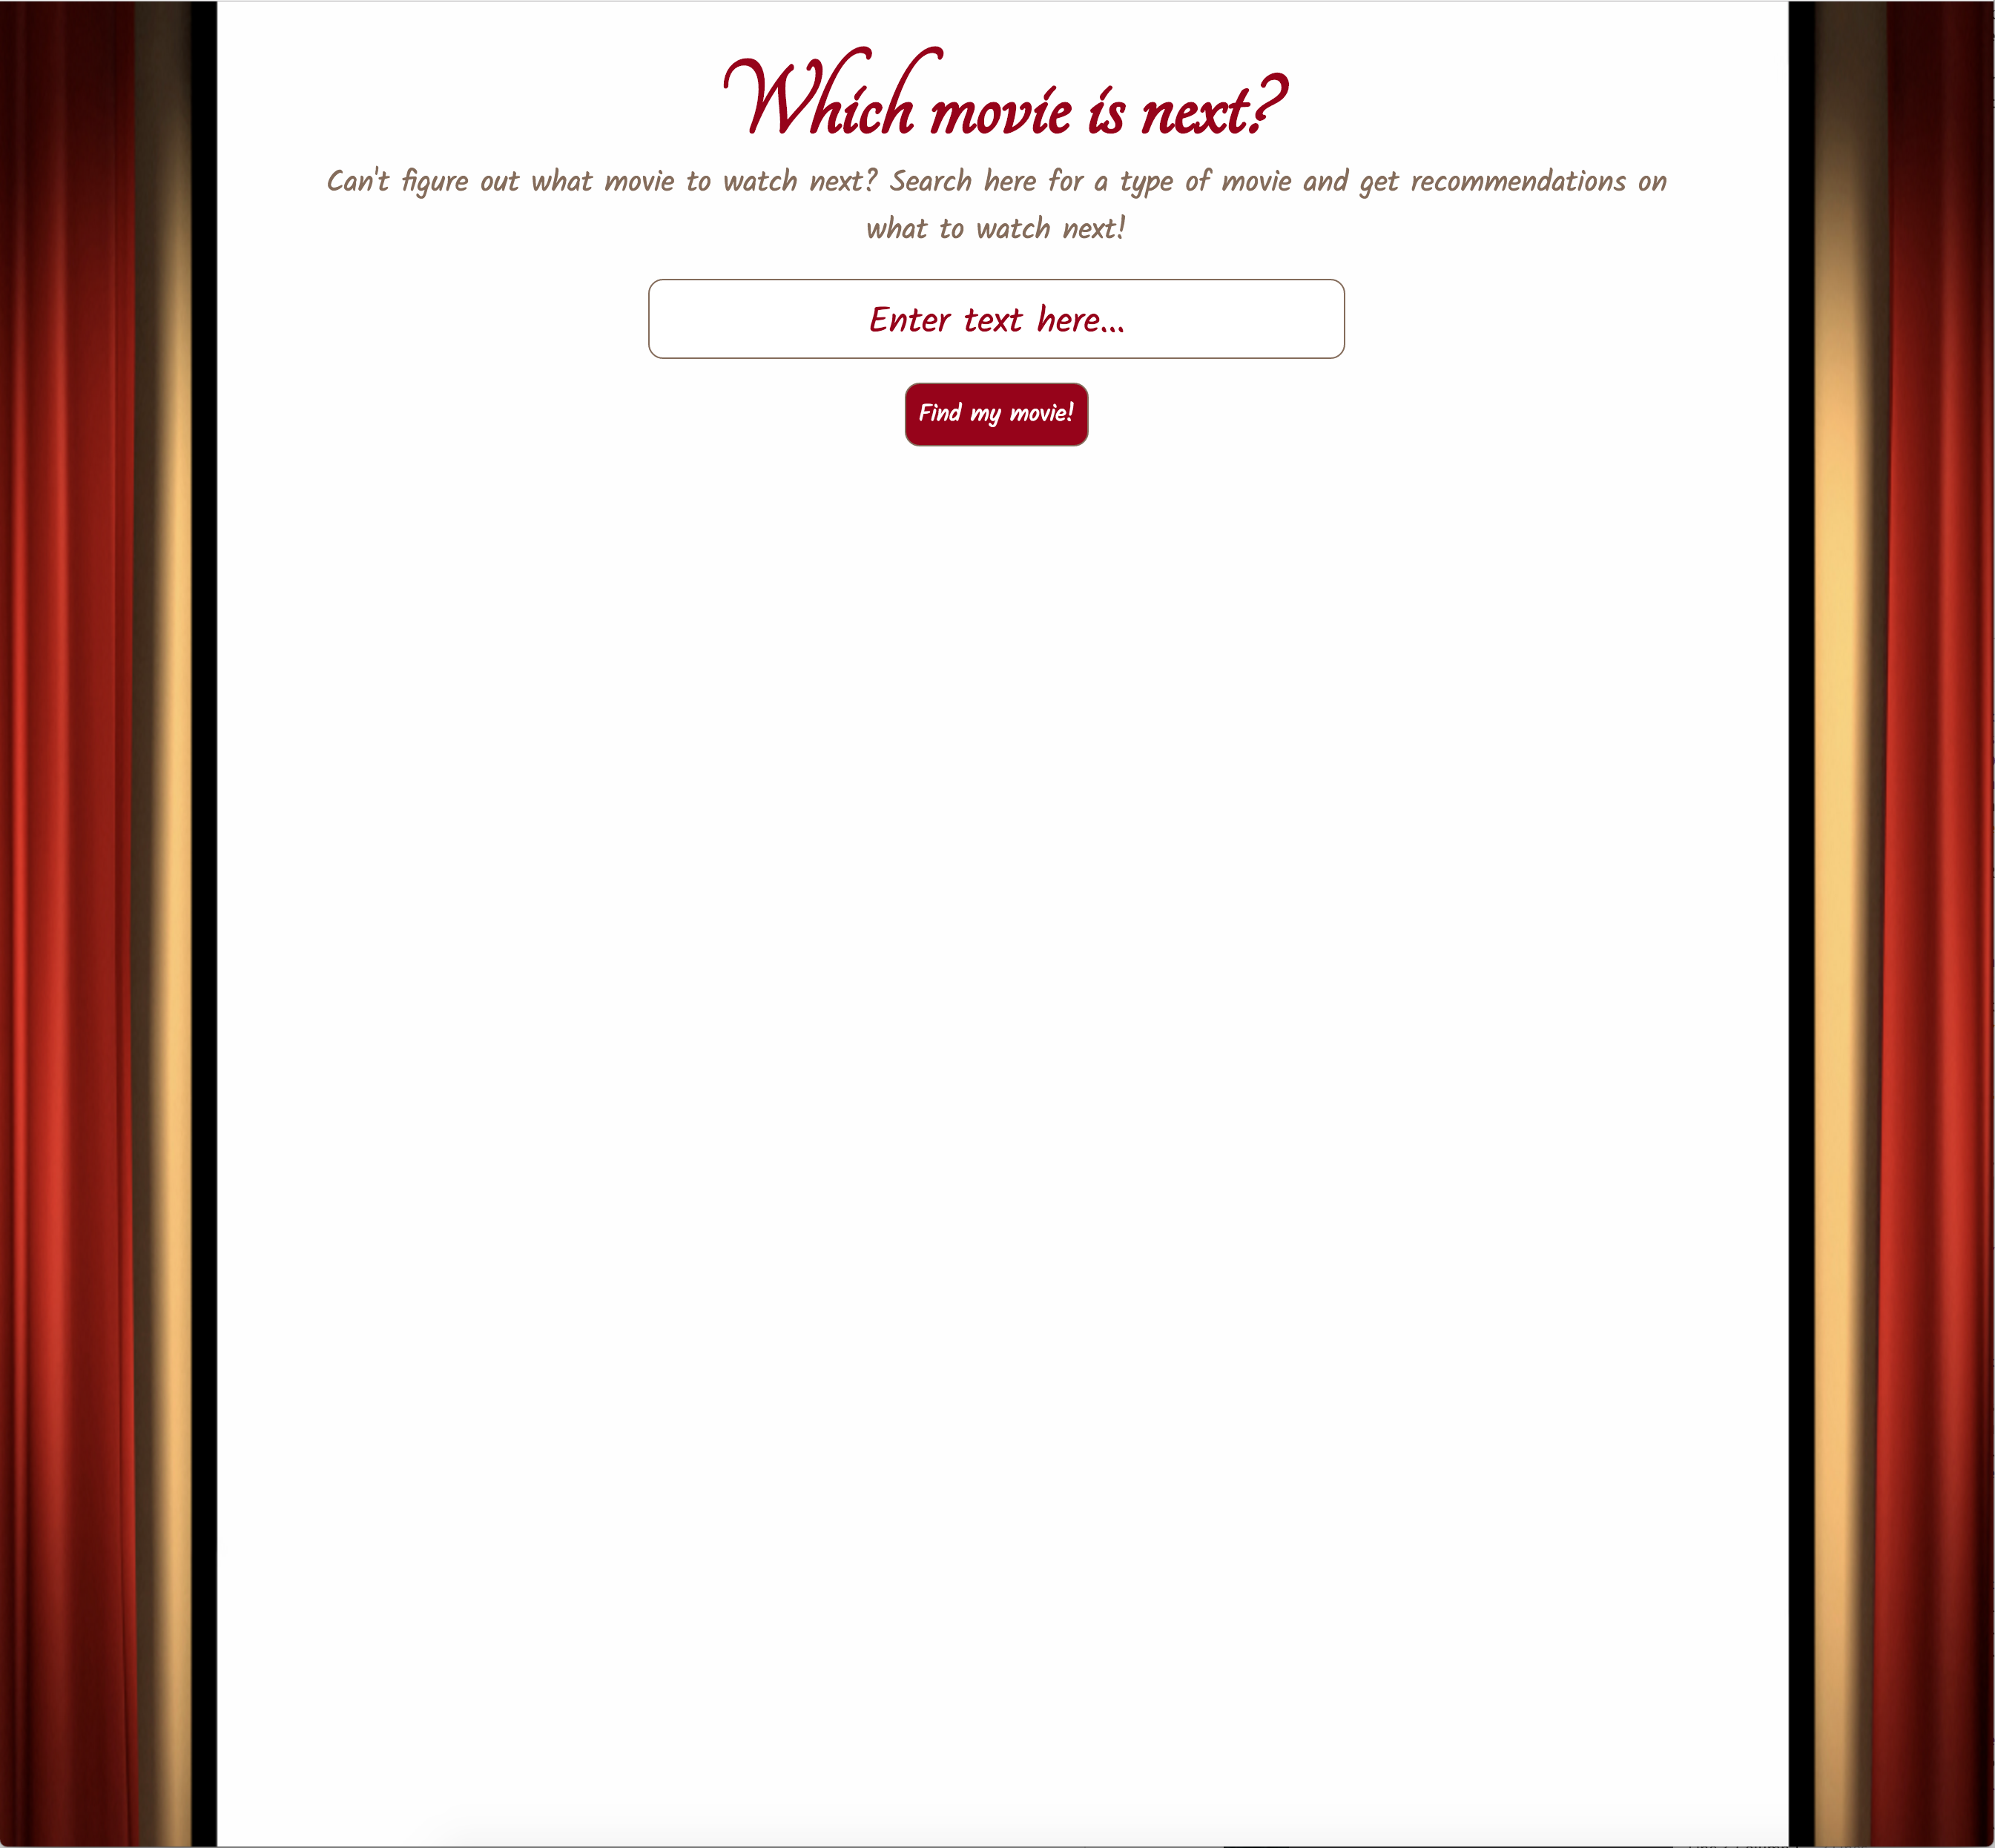 Which movie is next?
Can't figure out what movie to watch next? Search here for a type of movie and get recommendations on
what to watch next!
Enter text here...
Find my movie!